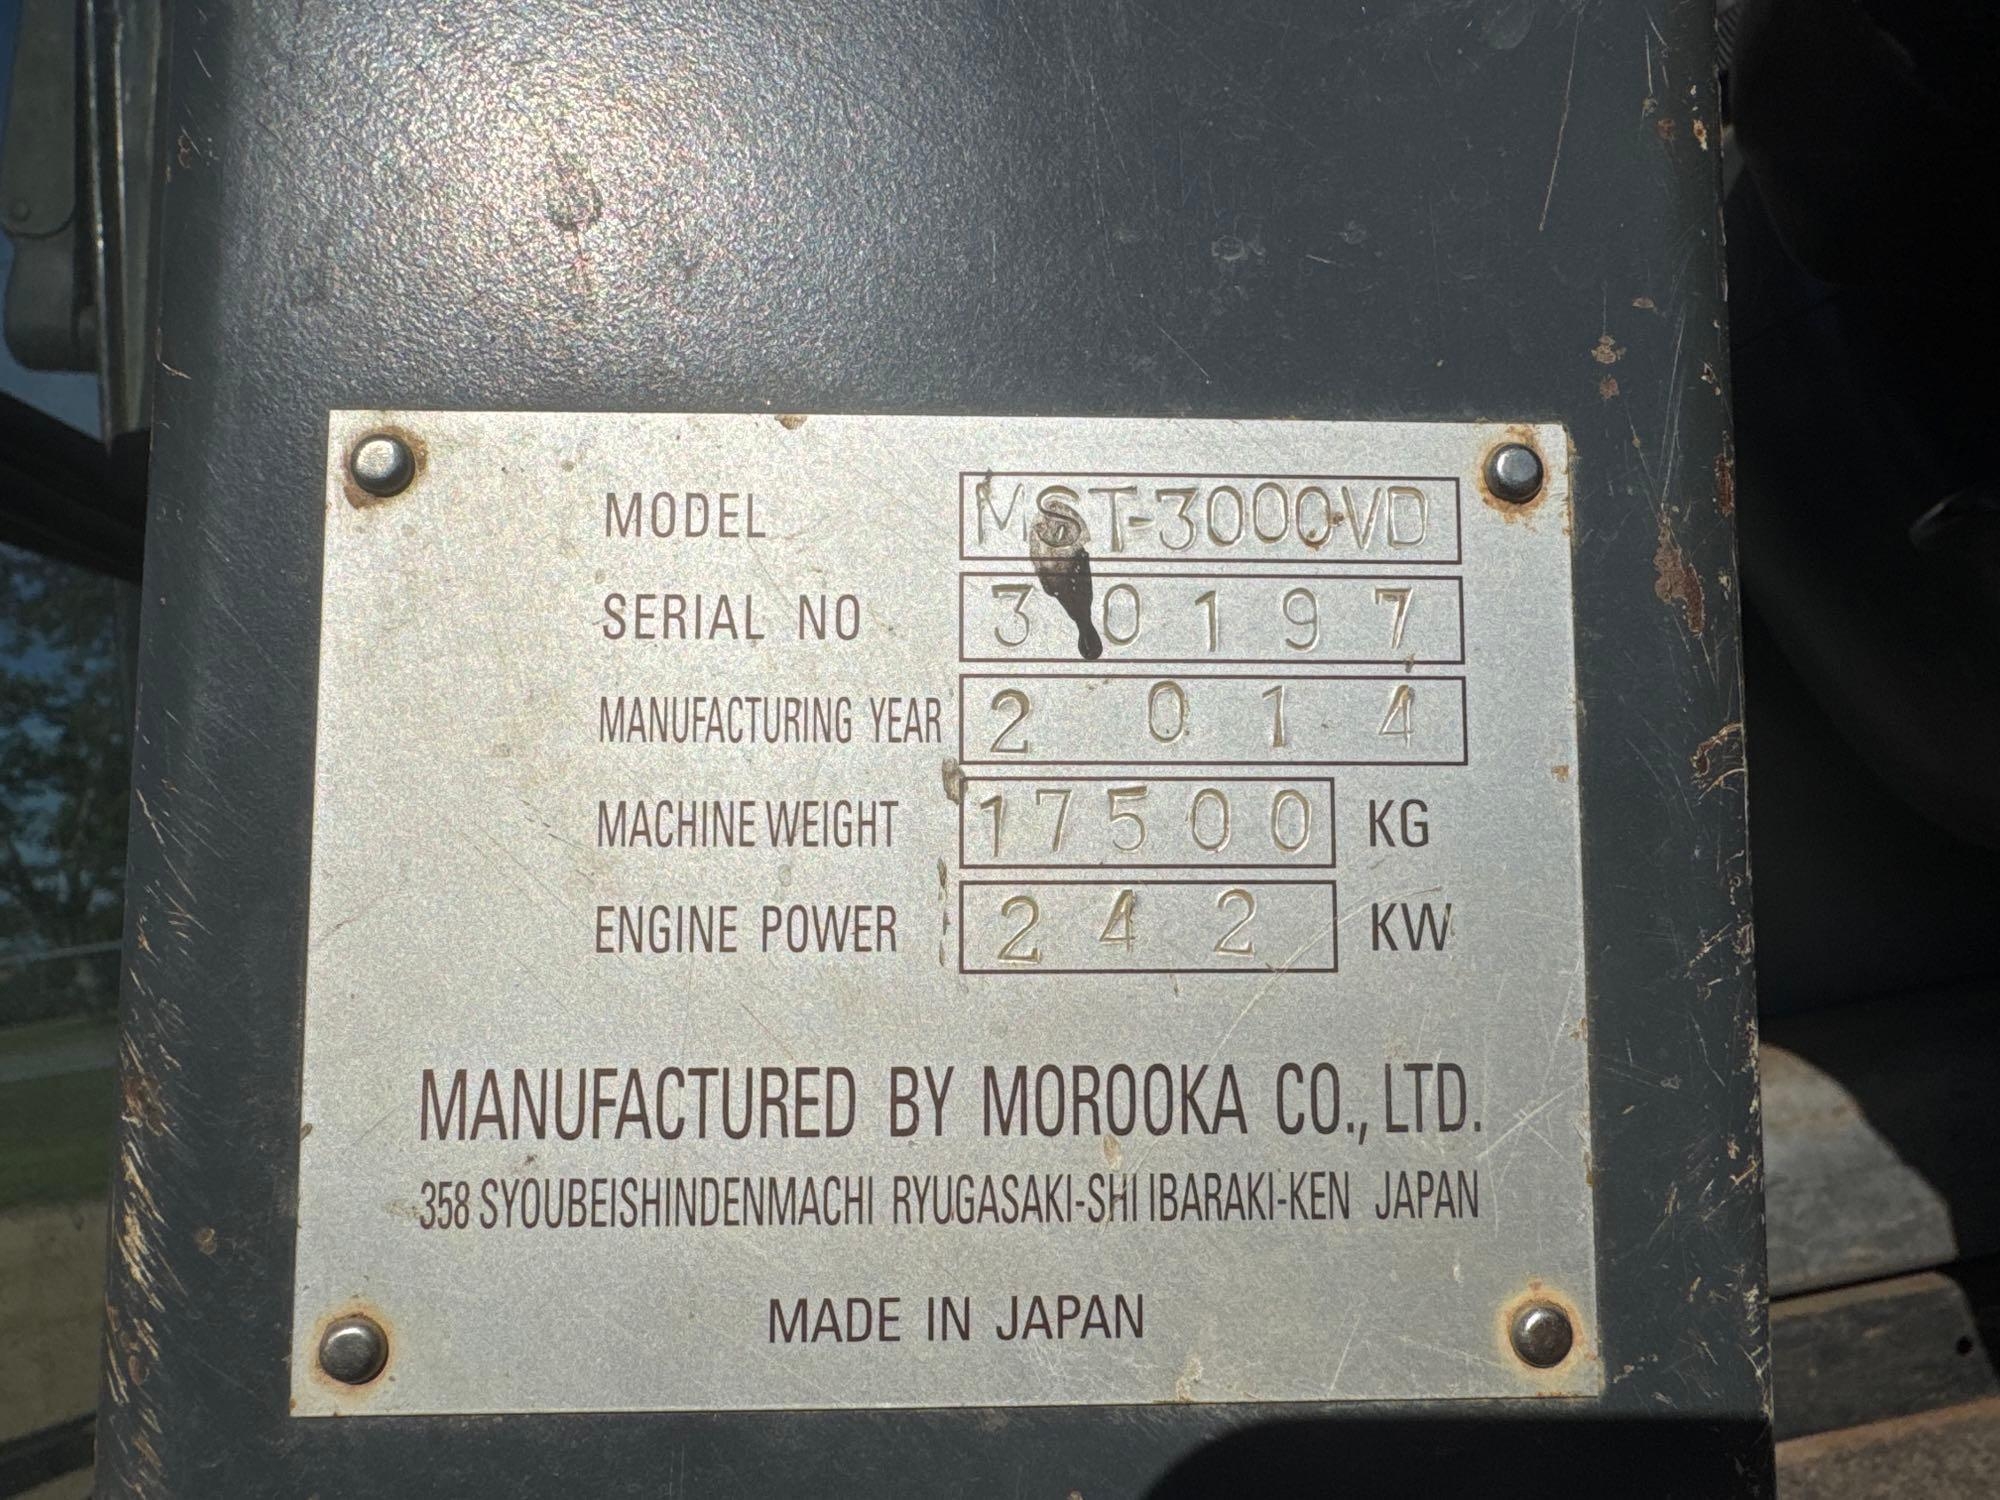 MODEL MST-3000VD
SERIAL NO 30197
MANUFACTURING YEAR 2014
MACHINE WEIGHT 17500 KG
ENGINE POWER 242 KW
MANUFACTURED BY MOROOKA CO., LTD.
358 SYOUBEISHINDENMACHI RYUGASAKI-SHI IBARAKI-KEN JAPAN
MADE IN JAPAN